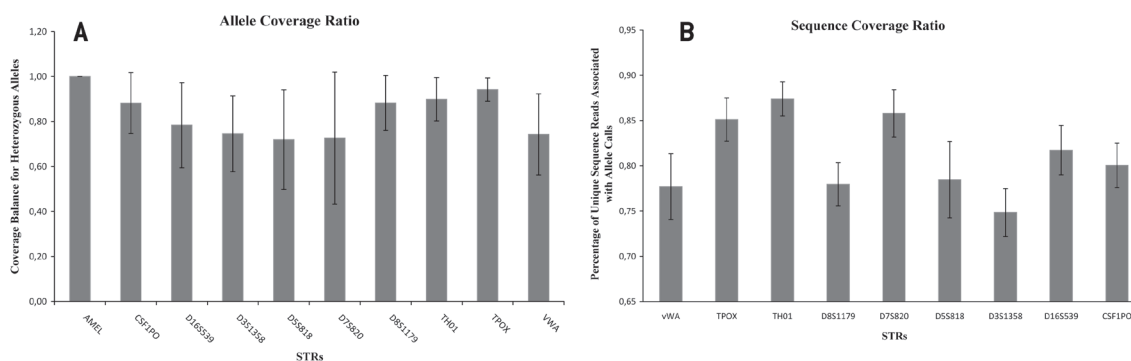 A
Allele Coverage Ratio
Coverage Balance for Heterozygous Alleles
1,20
1,00
0,80
0,60
0,40
0,20
0,00
AMEL
CSF1PO
D16S539
D3S1358
D5S818
D7S820
D8S1179
TH01
TPOX
VWA
STRs
B
Sequence Coverage Ratio
Percentage of Unique Sequence Reads Associated
with Allele Calls
0,95
0,90
0,85
0,80
0,75
0,70
0,65
vWA
TPOX
TH01
D8S1179
D7S820
D5S818
D3S1358
D16S539
CSF1PO
STRs